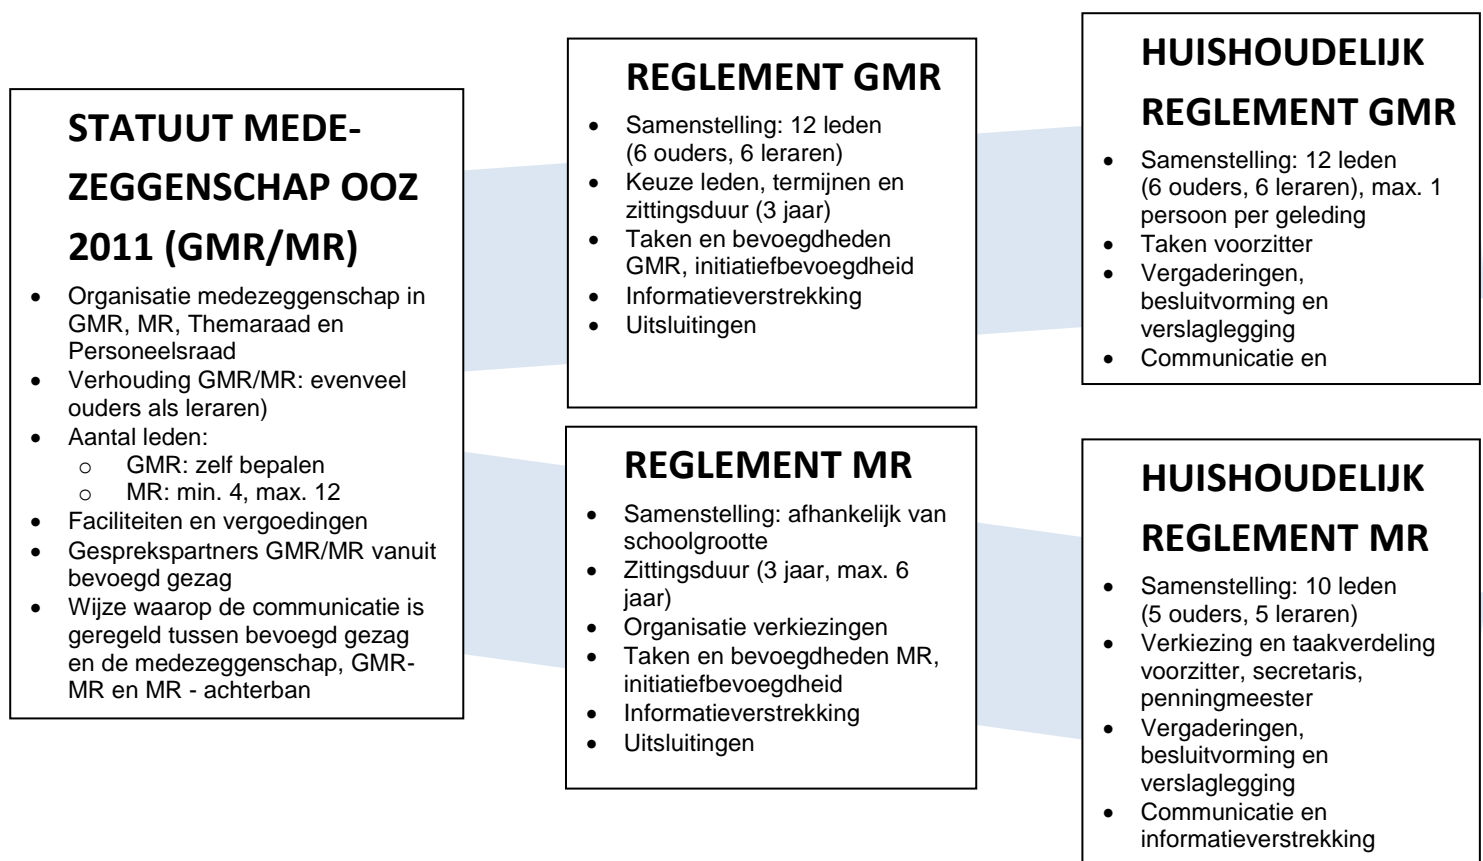 STATUUT MEDE-
ZEGGENSCHAP OOZ
2011 (GMR/MR)
• Organisatie medezeggenschap in
GMR, MR, Themaraad en
Personeelsraad
• Verhouding GMR/MR: evenveel
ouders als leraren)
• Aantal leden:
o GMR: zelf bepalen
o MR: min. 4, max. 12
• Faciliteiten en vergoedingen
• Gesprekspartners GMR/MR vanuit
bevoegd gezag
• Wijze waarop de communicatie is
geregeld tussen bevoegd gezag
en de medezeggenschap, GMR-
MR en MR - achterban
REGLEMENT GMR
• Samenstelling: 12 leden
(6 ouders, 6 leraren)
• Keuze leden, termijnen en
zittingsduur (3 jaar)
• Taken en bevoegdheden
GMR, initiatiefbevoegdheid
• Informatieverstrekking
• Uitsluitingen
HUISHOUDELIJK
REGLEMENT GMR
• Samenstelling: 12 leden
(6 ouders, 6 leraren), max. 1
persoon per geleding
• Taken voorzitter
• Vergaderingen,
besluitvorming en
verslaglegging
• Communicatie en
REGLEMENT MR
• Samenstelling: afhankelijk van
schoolgrootte
• Zittingsduur (3 jaar, max. 6
jaar)
• Organisatie verkiezingen
• Taken en bevoegdheden MR,
initiatiefbevoegdheid
• Informatieverstrekking
• Uitsluitingen
HUISHOUDELIJK
REGLEMENT MR
• Samenstelling: 10 leden
(5 ouders, 5 leraren)
• Verkiezing en taakverdeling
voorzitter, secretaris,
penningmeester
• Vergaderingen,
besluitvorming en
verslaglegging
• Communicatie en
informatieverstrekking